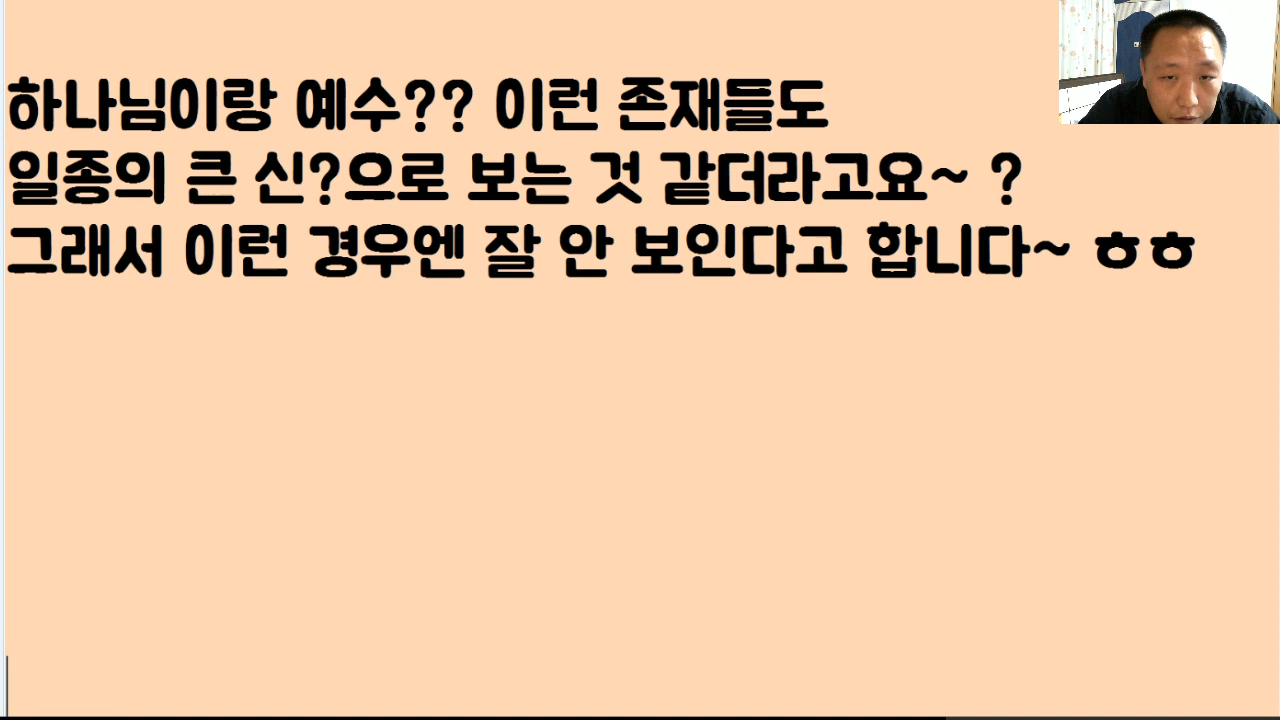 하나님이랑 예수?? 이런 존재들도
일종의 큰 신?으로 보는 것 같더라고요~ ?
그래서 이런 경우엔 잘 안 보인다고 합니다~ ㅎㅎ